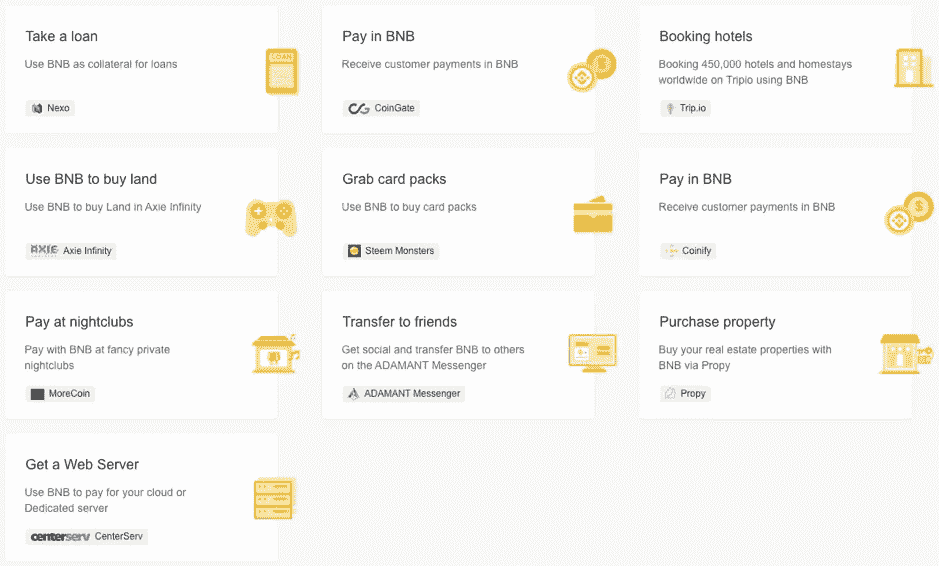 Take a loan
Use BNB as collateral for loans
LOAN
Nexo
Pay in BNB
Receive customer payments in BNB
CoinGate
Booking hotels
Booking 450,000 hotels and homestays
worldwide on Tripio using BNB
Trip.io
Use BNB to buy land
Use BNB to buy Land in Axie Infinity
AXIE Axie Infinity
Grab card packs
Use BNB to buy card packs
Steem Monsters
Pay in BNB
Receive customer payments in BNB
$
Coinify
Pay at nightclubs
Pay with BNB at fancy private
nightclubs
MoreCoin
Transfer to friends
Get social and transfer BNB to others
on the ADAMANT Messenger
ADAMANT Messenger
Purchase property
Buy your real estate properties with
BNB via Propy
Propy
Get a Web Server
Use BNB to pay for your cloud or
Dedicated server
centerserv CenterServ